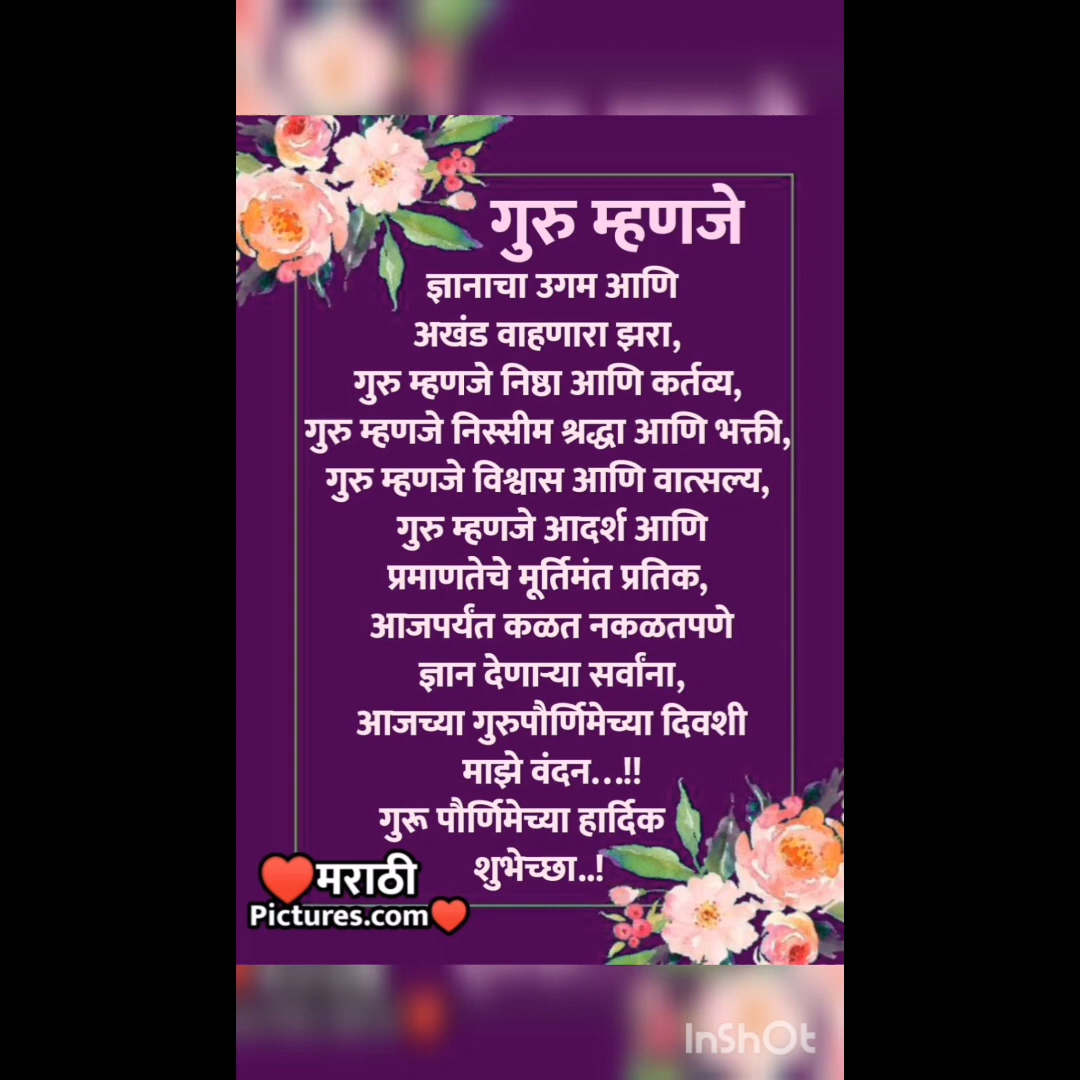 गुरु म्हणजे
ज्ञानाचा उगम आणि
अखंड वाहणारा झरा,
गुरु म्हणजे निष्ठा आणि कर्तव्य,
गुरु म्हणजे निस्सीम श्रद्धा आणि भक्ती,
गुरु म्हणजे विश्वास आणि वात्सल्य,
गुरु म्हणजे आदर्श आणि
प्रमाणतेचे मूर्तिमंत प्रतिक,
आजपर्यंत कळत नकळतपणे
ज्ञान देणाऱ्या सर्वांना,
आजच्या गुरुपौर्णिमेच्या दिवशी
माझे वंदन...!!
गुरू पौर्णिमेच्या हार्दिक
शुभेच्छा..!
मराठी
Pictures.com
InShOt